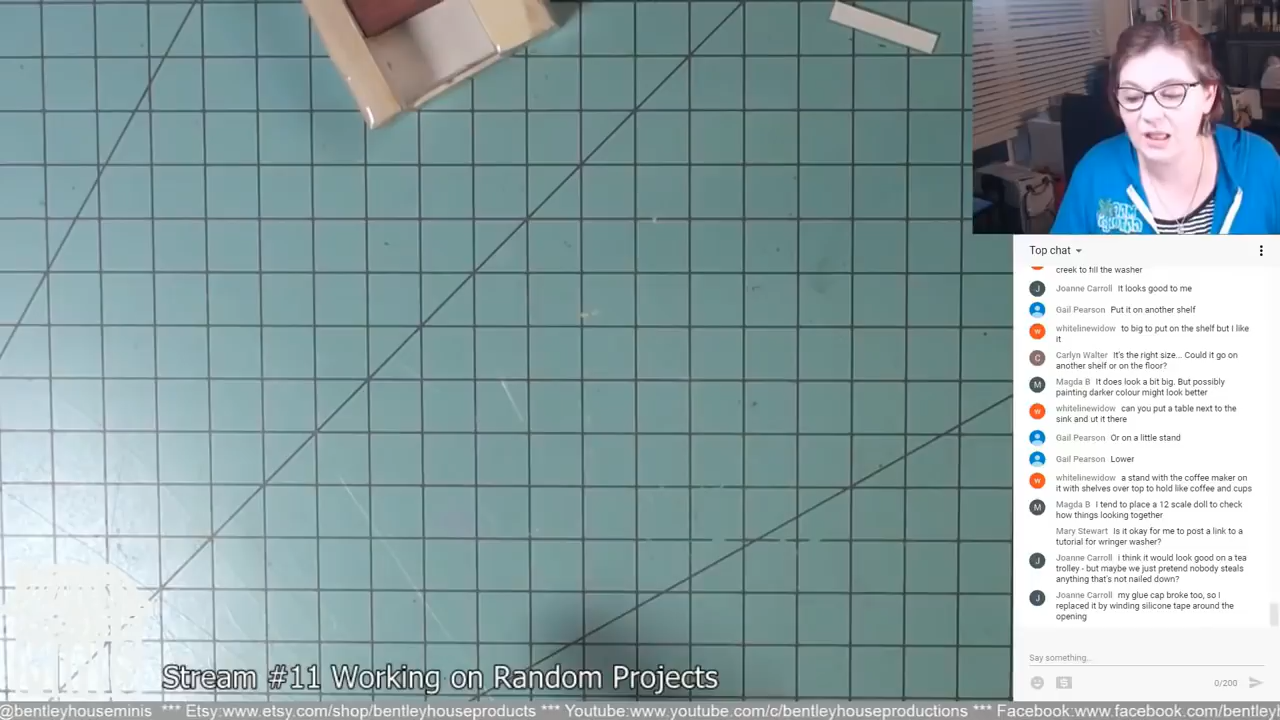 Top chat
creek to fill the washer
Joanne Carroll It looks good to me
Gail Pearson Put it on another shelf
whitelinewidow to big to put on the shelf but I like
it
Carlyn Walter It's the right size... Could it go on
another shelf or on the floor?
Magda B It does look a bit big. But possibly
painting darker colour might look better
whitelinewidow can you put a table next to the
sink and ut it there
Gail Pearson Or on a little stand
Gail Pearson Lower
whitelinewidow a stand with the coffee maker on
it with shelves over top to hold like coffee and cups
Magda B I tend to place a 12 scale doll to check
how things looking together
Mary Stewart Is it okay for me to post a link to a
tutorial for wringer washer?
Joanne Carroll i think it would look good on a tea
trolley - but maybe we just pretend nobody steals
anything that's not nailed down?
Joanne Carroll my glue cap broke too, so I
replaced it by winding silicone tape around the
opening
Say something...
0/200
Stream #11 Working on Random Projects
@bentleyhouseminis *** Etsy:www.etsy.com/shop/bentleyhouseproducts *** Youtube:www.youtube.com/c/bentleyhouseproductions *** Facebook:www.facebook.com/bentleyl